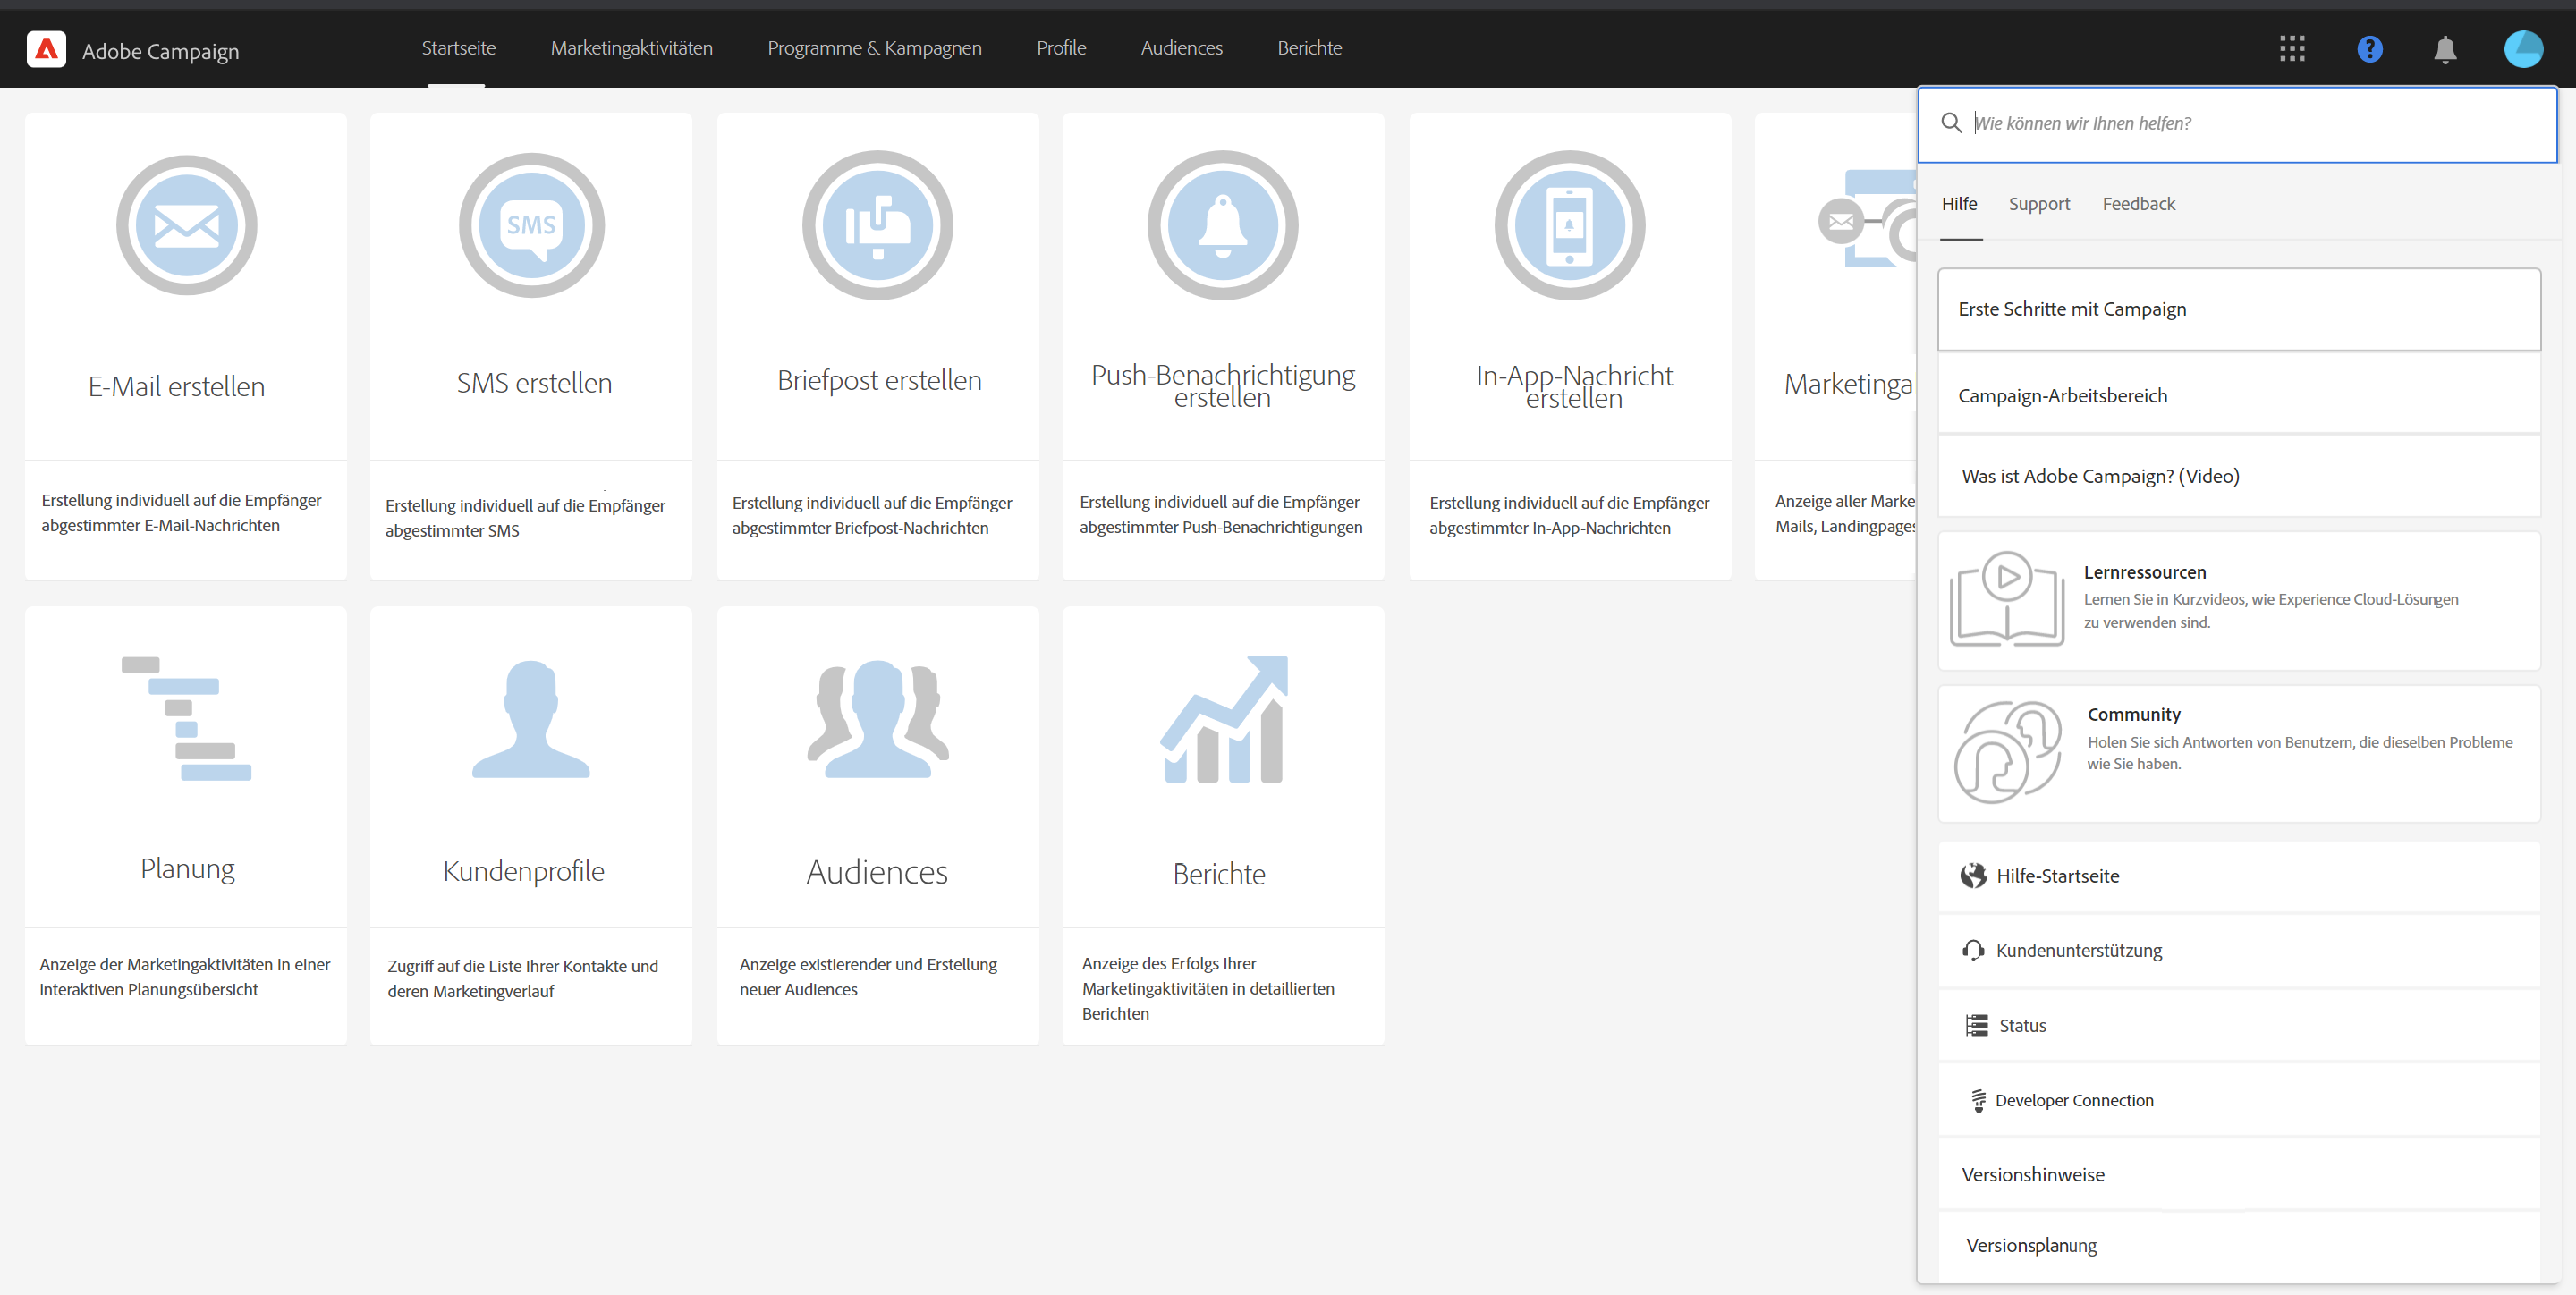 Adobe Campaign
Startseite
Marketingaktivitäten
Programme & Kampagnen
Profile
Audiences
Berichte
?
SMS
E-Mail erstellen
SMS erstellen
Briefpost erstellen
Push-Benachrichtigung
erstellen
In-App-Nachricht
erstellen
Marketinga
Erstellung individuell auf die Empfänger
abgestimmter E-Mail-Nachrichten
Erstellung individuell auf die Empfänger
abgestimmter SMS
Erstellung individuell auf die Empfänger
abgestimmter Briefpost-Nachrichten
Erstellung individuell auf die Empfänger
abgestimmter Push-Benachrichtigungen
Erstellung individuell auf die Empfänger
abgestimmter In-App-Nachrichten
Anzeige aller Marke
Mails, Landingpages
Planung
Kundenprofile
Audiences
Berichte
Anzeige der Marketingaktivitäten in einer
interaktiven Planungsübersicht
Zugriff auf die Liste Ihrer Kontakte und
deren Marketingverlauf
Anzeige existierender und Erstellung
neuer Audiences
Anzeige des Erfolgs Ihrer
Marketingaktivitäten in detaillierten
Berichten
Wie können wir Ihnen helfen?
Hilfe
Support
Feedback
Erste Schritte mit Campaign
Campaign-Arbeitsbereich
Was ist Adobe Campaign? (Video)
Lernressourcen
Lernen Sie in Kurzvideos, wie Experience Cloud-Lösungen
zu verwenden sind.
Community
Holen Sie sich Antworten von Benutzern, die dieselben Probleme
wie Sie haben.
Hilfe-Startseite
Kundenunterstützung
Status
Developer Connection
Versionshinweise
Versionsplanung